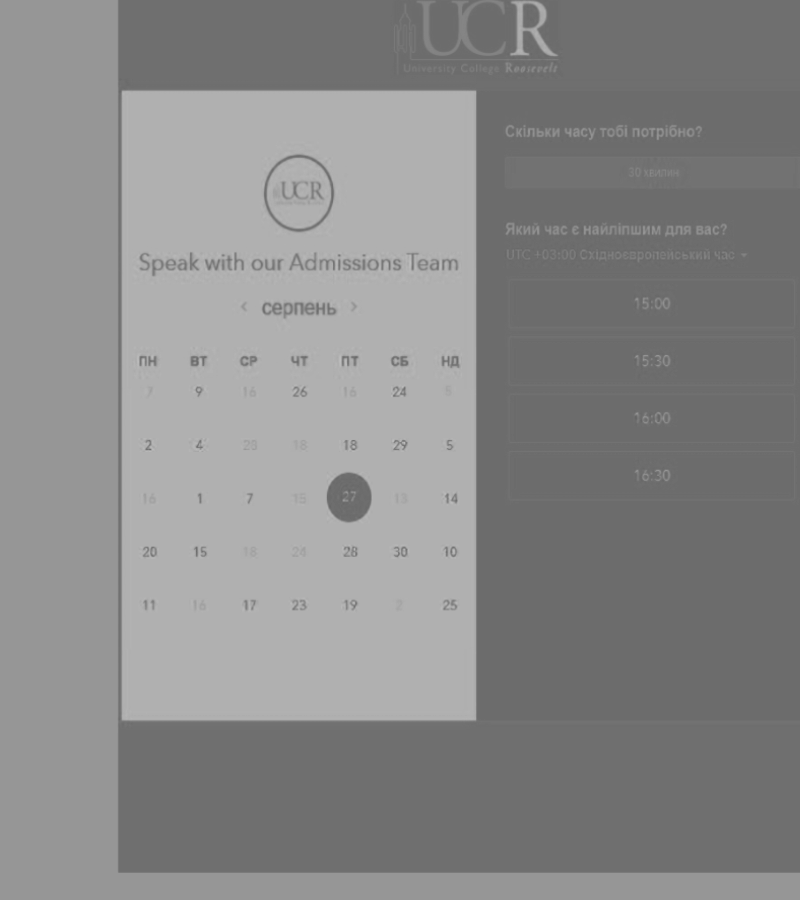 UCR
University College Roosevelt
UCR
Speak with our Admissions Team
‹ серпень ›
ПН ВТ СР ЧТ ПТ СБ НД
7 9 16 26 16 24 5
2 4 25 18 18 29 5
16 1 7 15 27 13 14
20 15 18 24 28 30 10
11 16 17 23 19 2 25
Скільки часу тобі потрібно?
30 хвилин
Який час є найліпшим для вас?
UTC +03:00 Східноєвропейський час
15:00
15:30
16:00
16:30